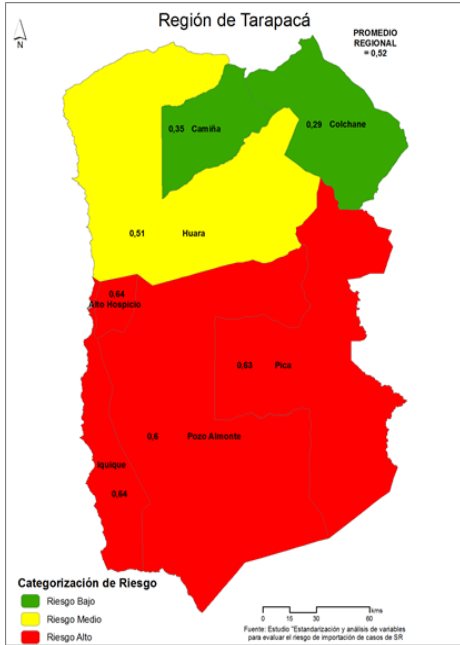 Región de Tarapacá
N
PROMEDIO
REGIONAL
= 0,52
0,35 Camiña
0,29 Colchane
0,51 Huara
0,64
Alto Hospicio
0,63 Pica
0,6 Pozo Almonte
Iquique
0,64
Categorización de Riesgo
Riesgo Bajo
Riesgo Medio
Riesgo Alto
0 15 30 60
kms
Fuente: Estudio "Estandarización y análisis de variables
para evaluar el riesgo de importación de casos de SR